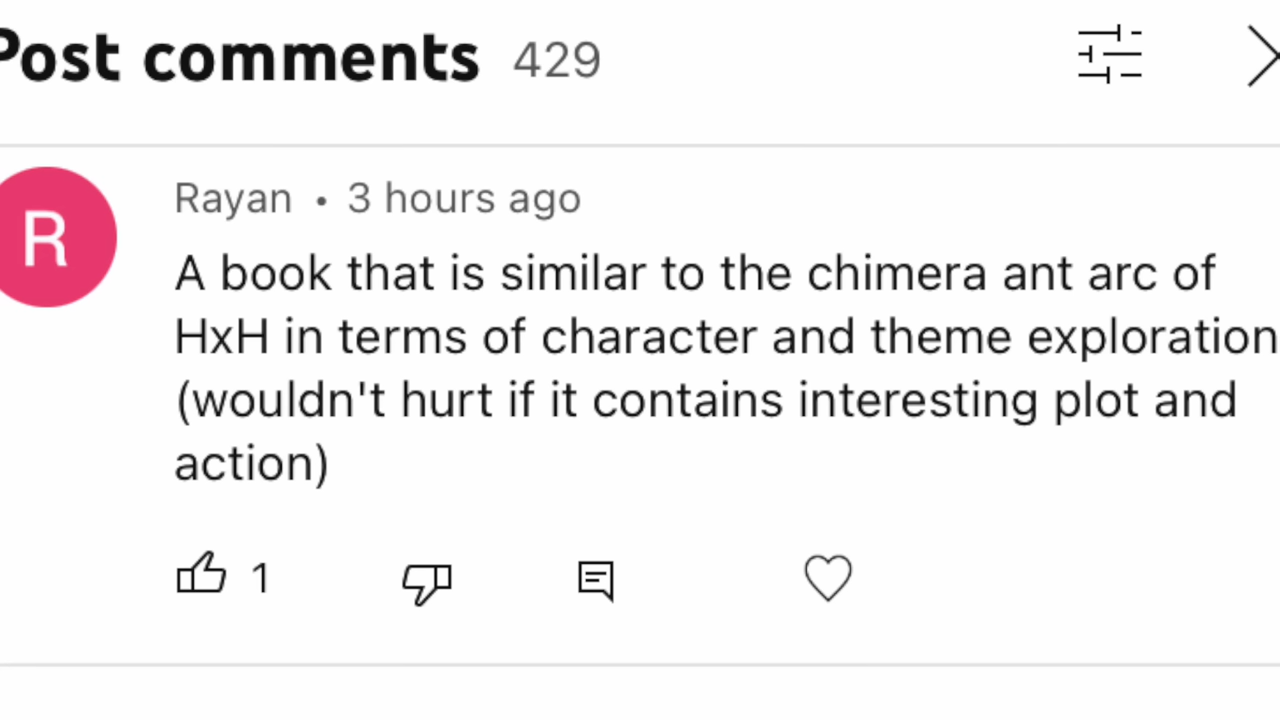 Post comments 429
R
Rayan • 3 hours ago
A book that is similar to the chimera ant arc of
HxH in terms of character and theme exploration
(wouldn't hurt if it contains interesting plot and
action)
1